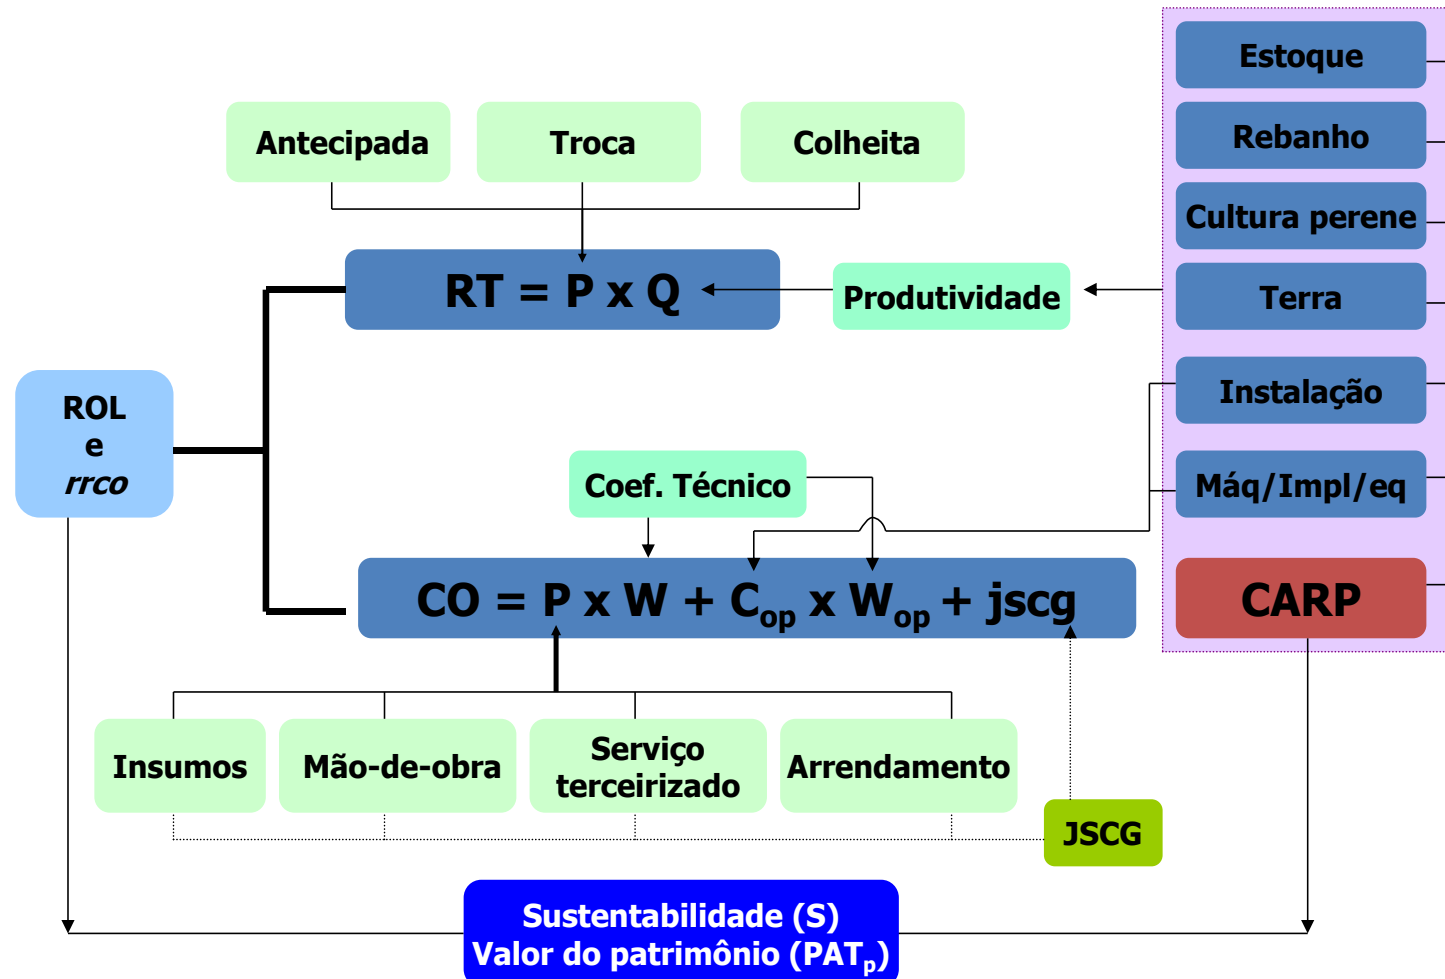 Estoque
Antecipada
Troca
Colheita
Rebanho
Cultura perene
RT = P x Q
Produtividade
Terra
Instalação
ROL
e
rrco
Coef. Técnico
Máq/Impl/eq
CO = P x W + Cop x Wop + jscg
CARP
Insumos
Mão-de-obra
Serviço
terceirizado
Arrendamento
JSCG
Sustentabilidade (S)
Valor do patrimônio (PATp)